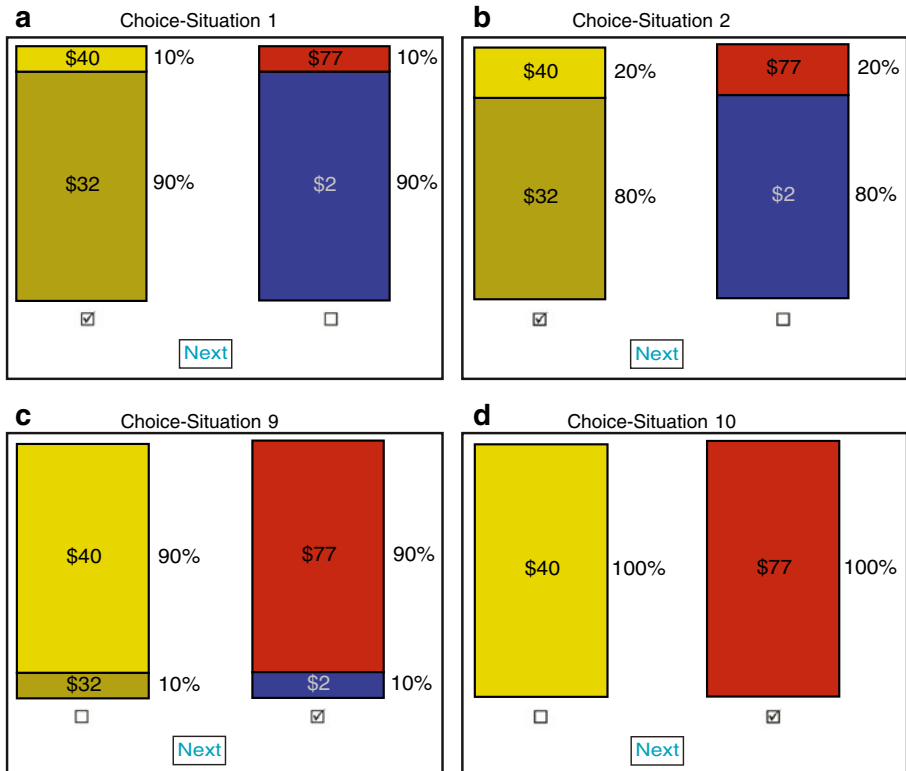 a Choice-Situation 1
$40 10% $77 10%
$32 90% $2 90%
Next
b Choice-Situation 2
$40 20% $77 20%
$32 80% $2 80%
Next
c Choice-Situation 9
$40 90% $77 90%
$32 10% $2 10%
Next
d Choice-Situation 10
$40 100% $77 100%
Next